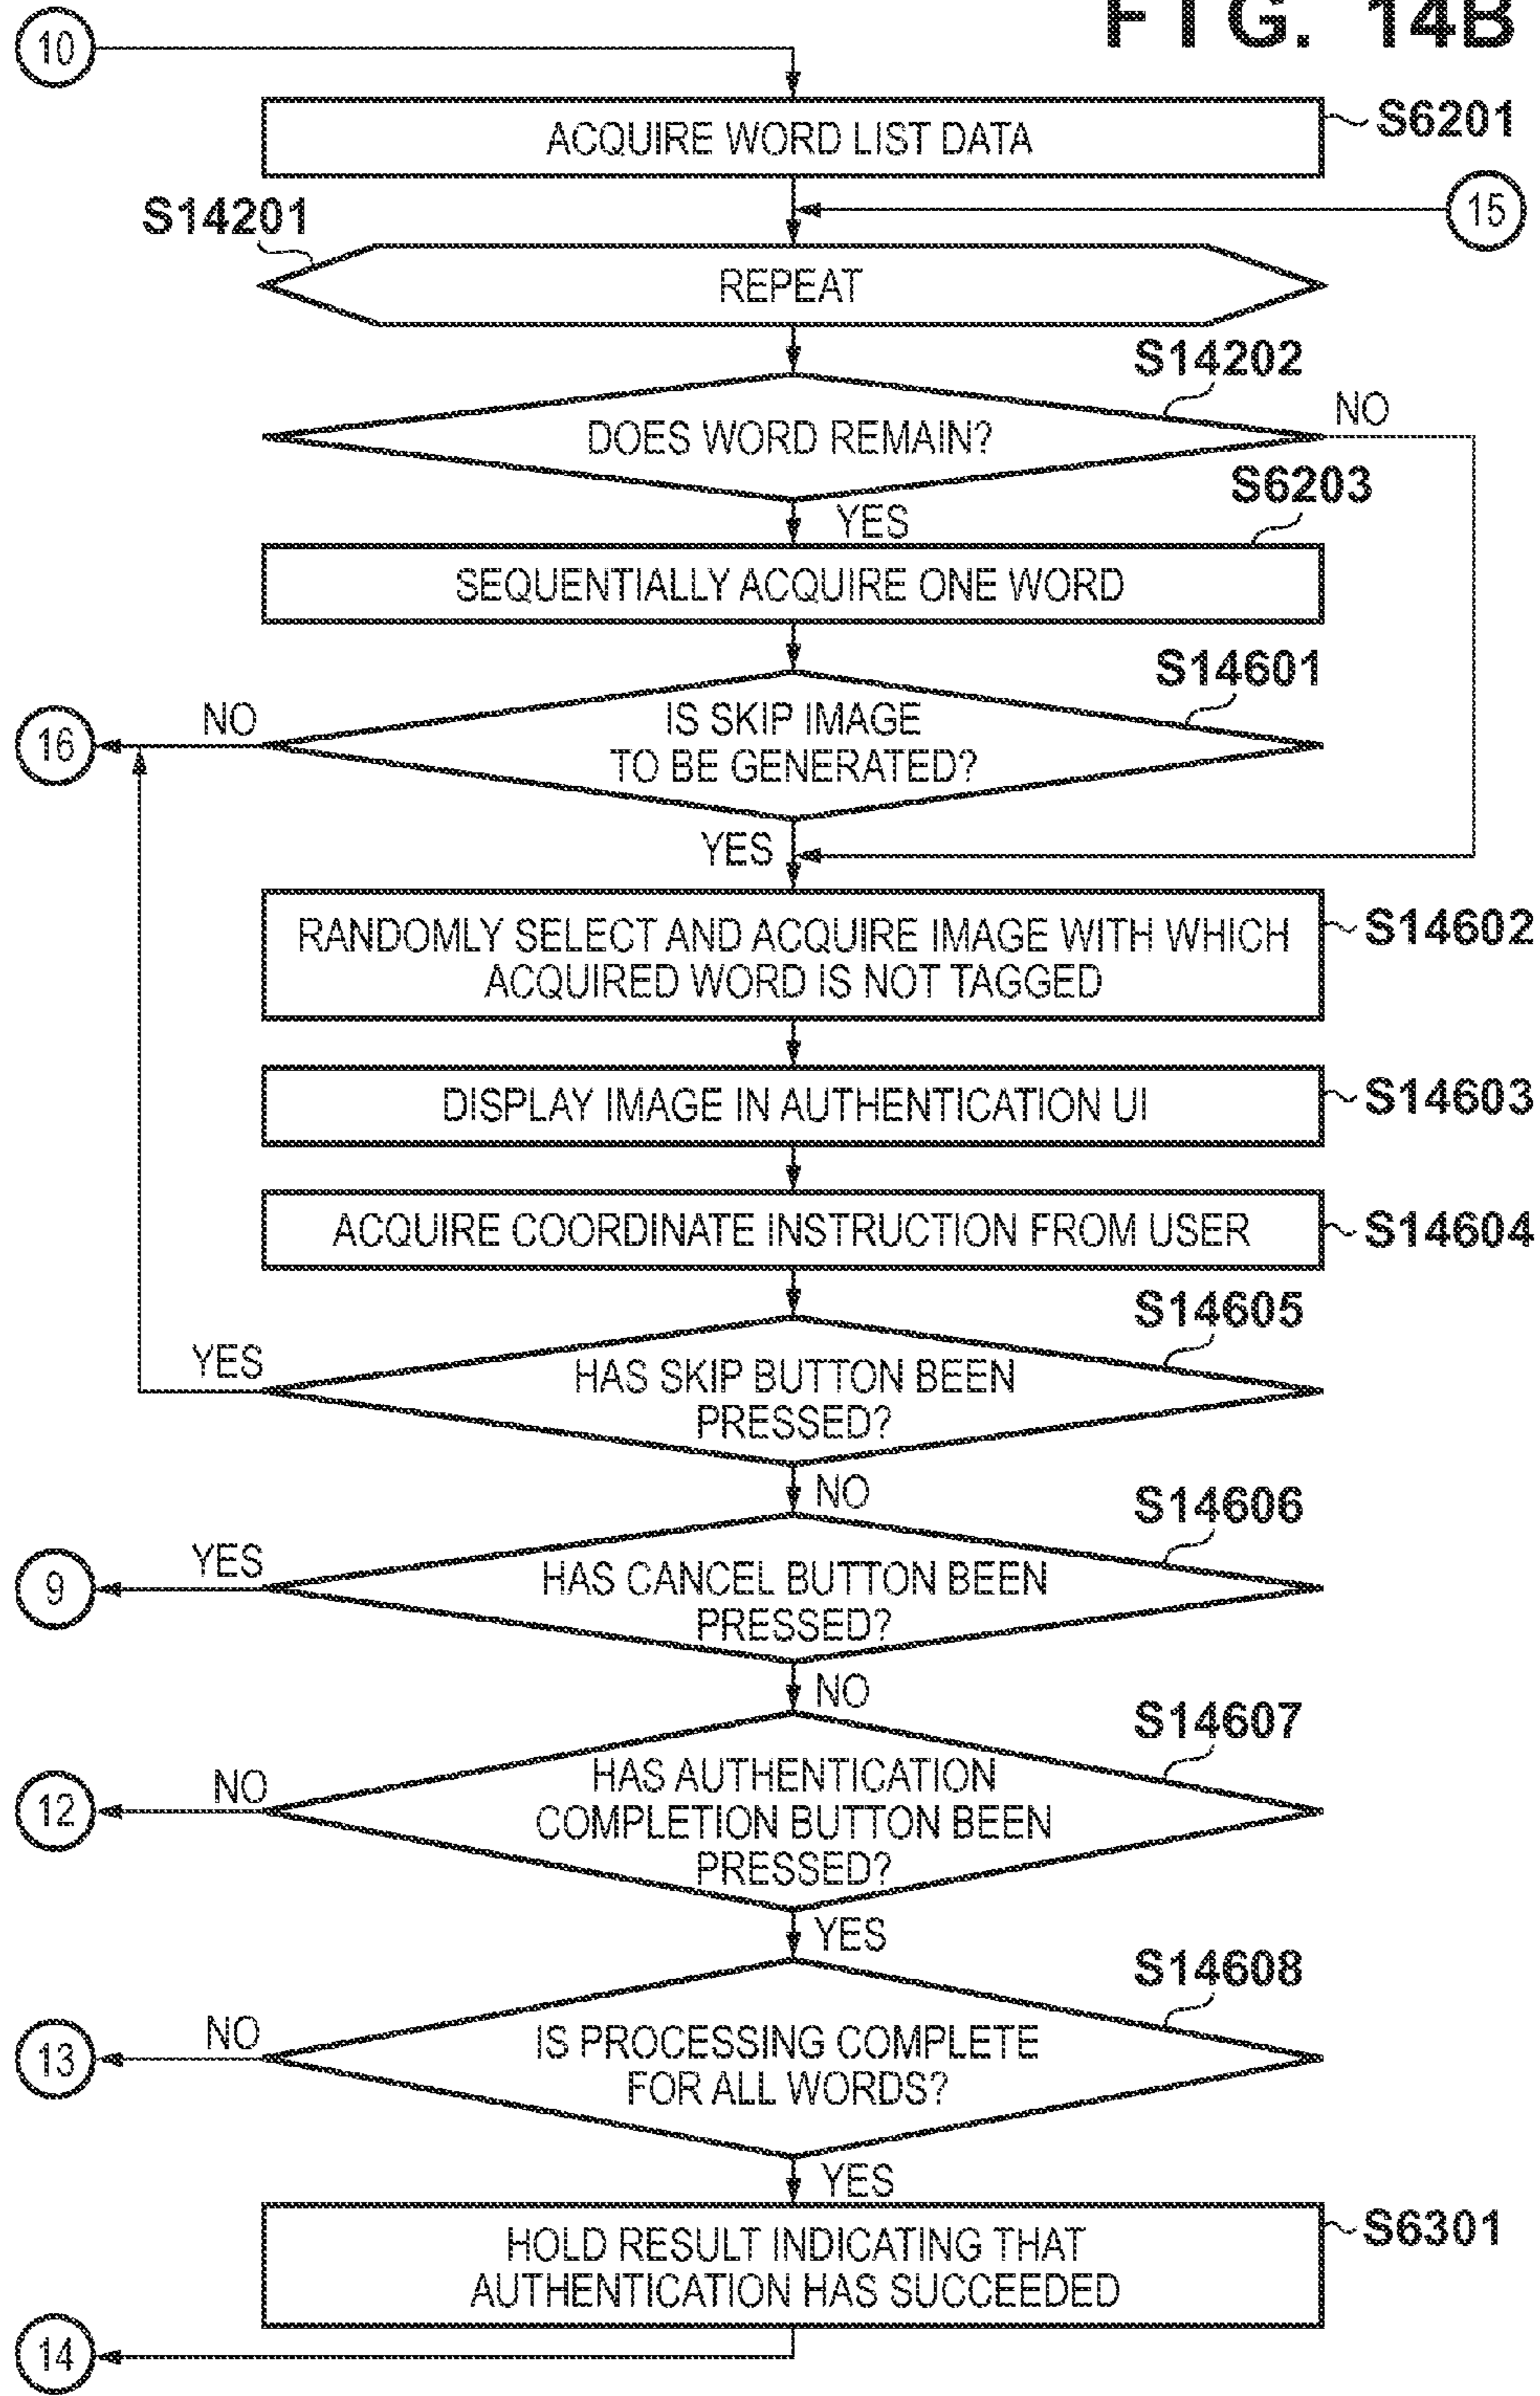 FIG. 14B
10
ACQUIRE WORD LIST DATA
S6201
15
S14201
REPEAT
S14202
DOES WORD REMAIN?
NO
S6203
YES
SEQUENTIALLY ACQUIRE ONE WORD
S14601
16
NO
IS SKIP IMAGE
TO BE GENERATED?
YES
RANDOMLY SELECT AND ACQUIRE IMAGE WITH WHICH
ACQUIRED WORD IS NOT TAGGED
S14602
DISPLAY IMAGE IN AUTHENTICATION UI
S14603
ACQUIRE COORDINATE INSTRUCTION FROM USER
S14604
S14605
YES
HAS SKIP BUTTON BEEN
PRESSED?
NO
S14606
9
YES
HAS CANCEL BUTTON BEEN
PRESSED?
NO
S14607
12
NO
HAS AUTHENTICATION
COMPLETION BUTTON BEEN
PRESSED?
YES
S14608
13
NO
IS PROCESSING COMPLETE
FOR ALL WORDS?
YES
HOLD RESULT INDICATING THAT
AUTHENTICATION HAS SUCCEEDED
S6301
14